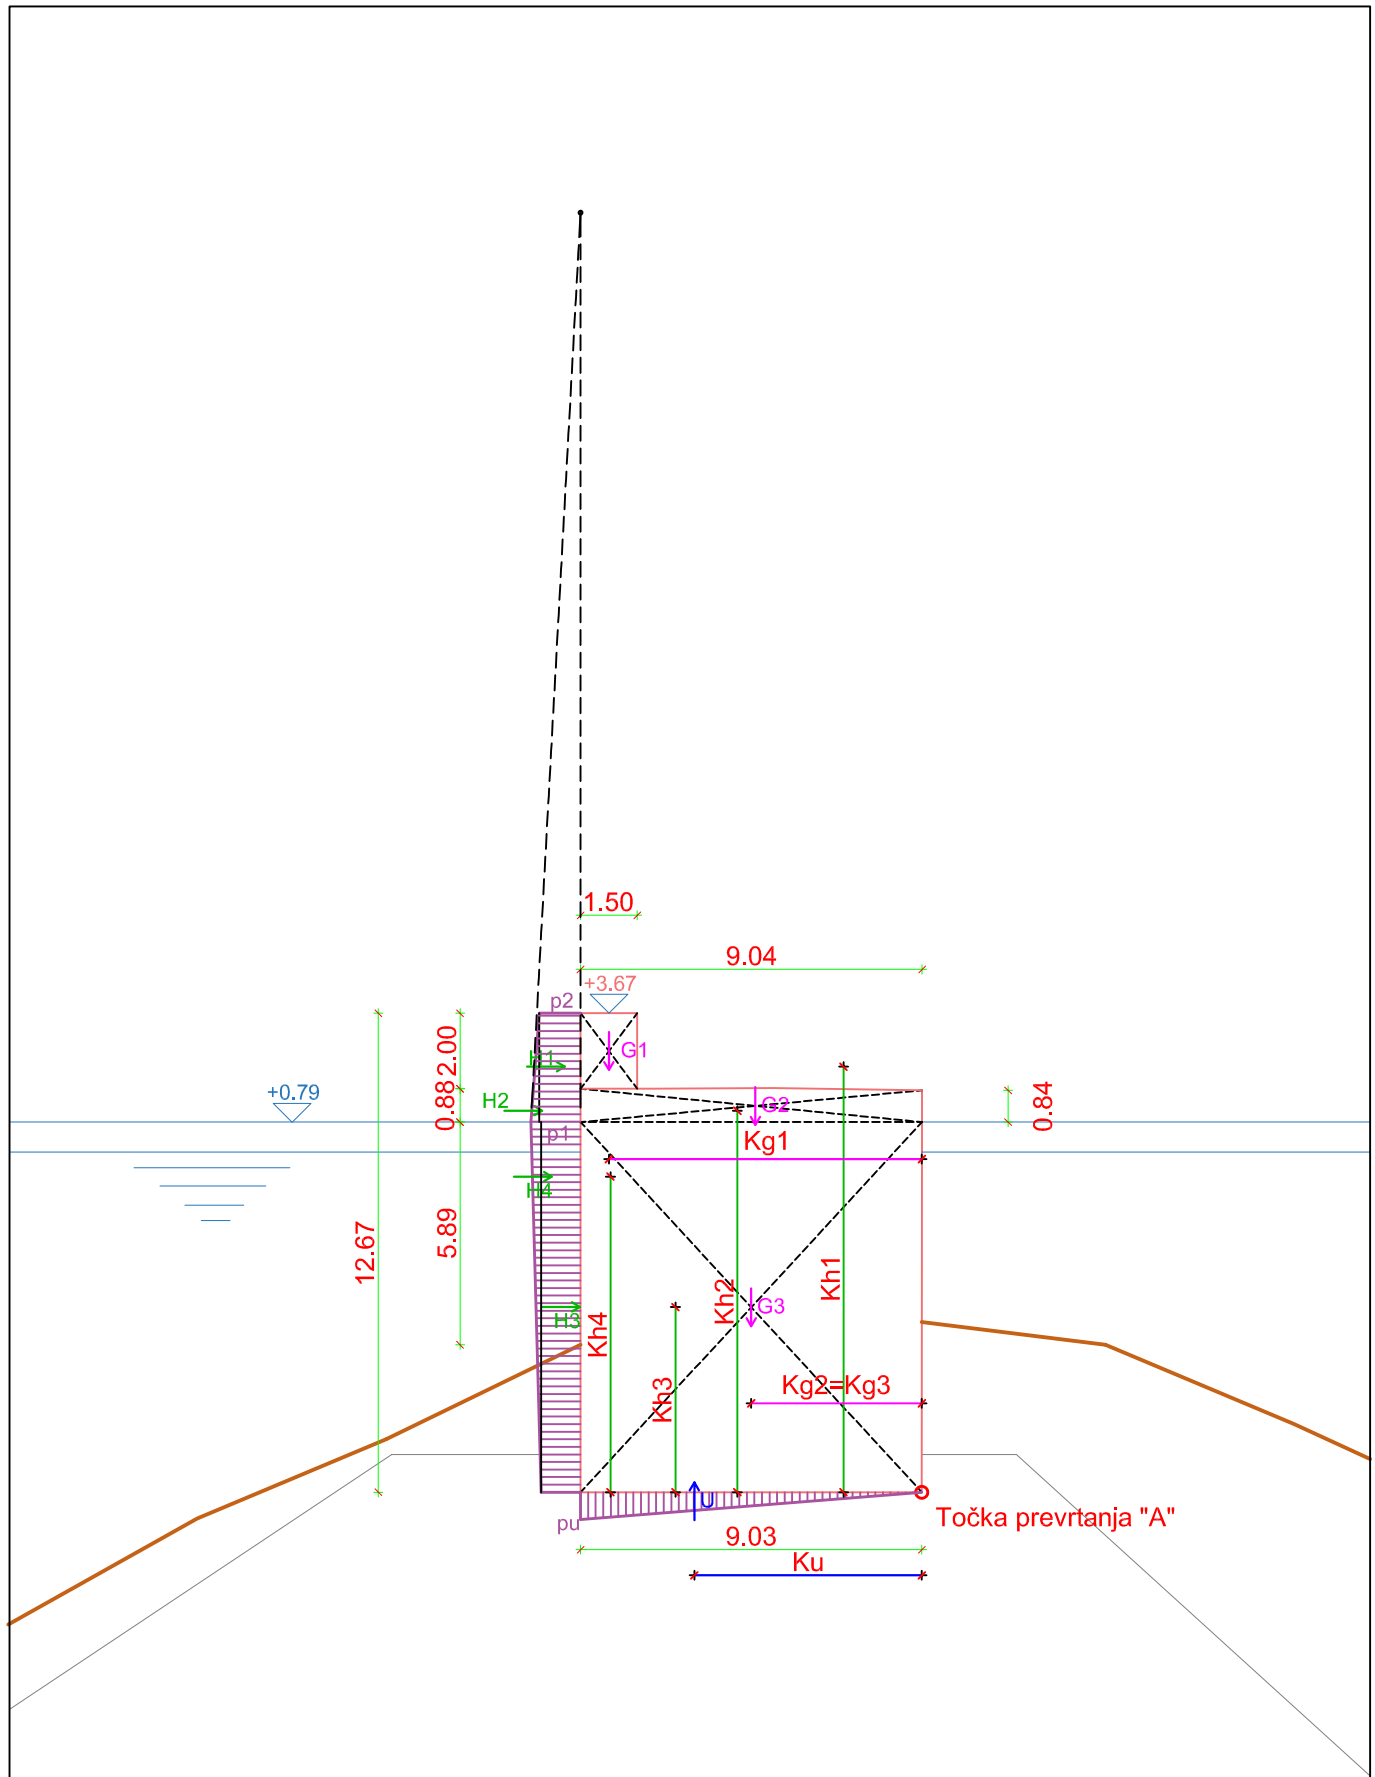 1.50
9.04
+3.67
p2
2.00
H1
G1
+0.79
0.88
H2
G2
0.84
p1
Kg1
H4
12.67
5.89
Kh1
Kh2
G3
H3
Kh4
Kh3
Kg2=Kg3
U
pu
Točka prevrtanja "A"
9.03
Ku